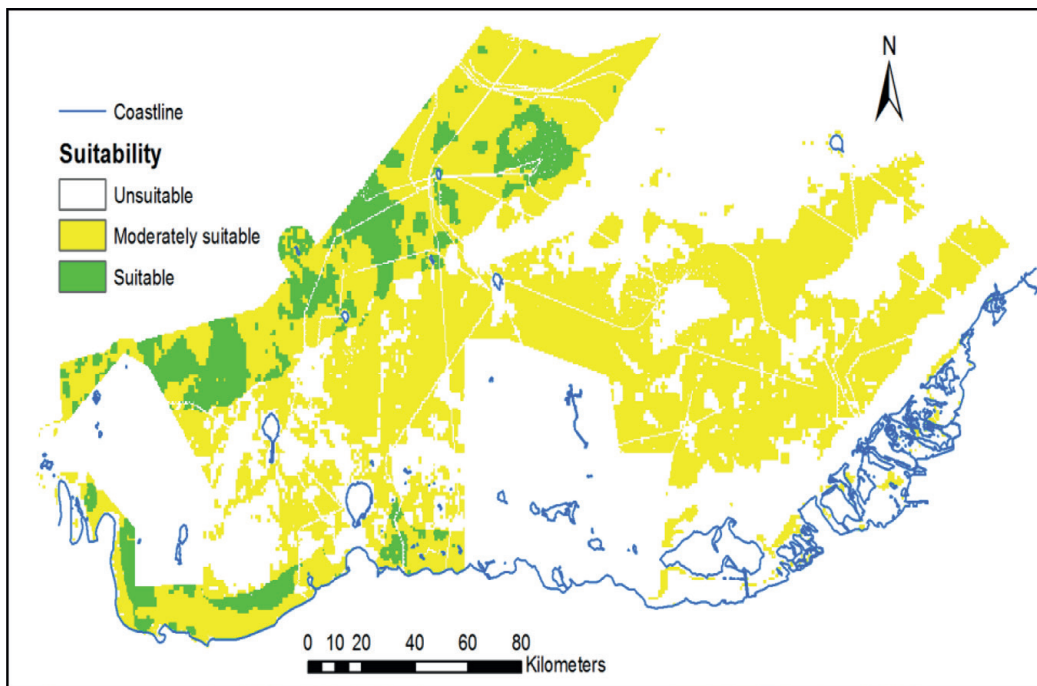 N
Coastline
Suitability
Unsuitable
Moderately suitable
Suitable
0 10 20 40 60 80
Kilometers